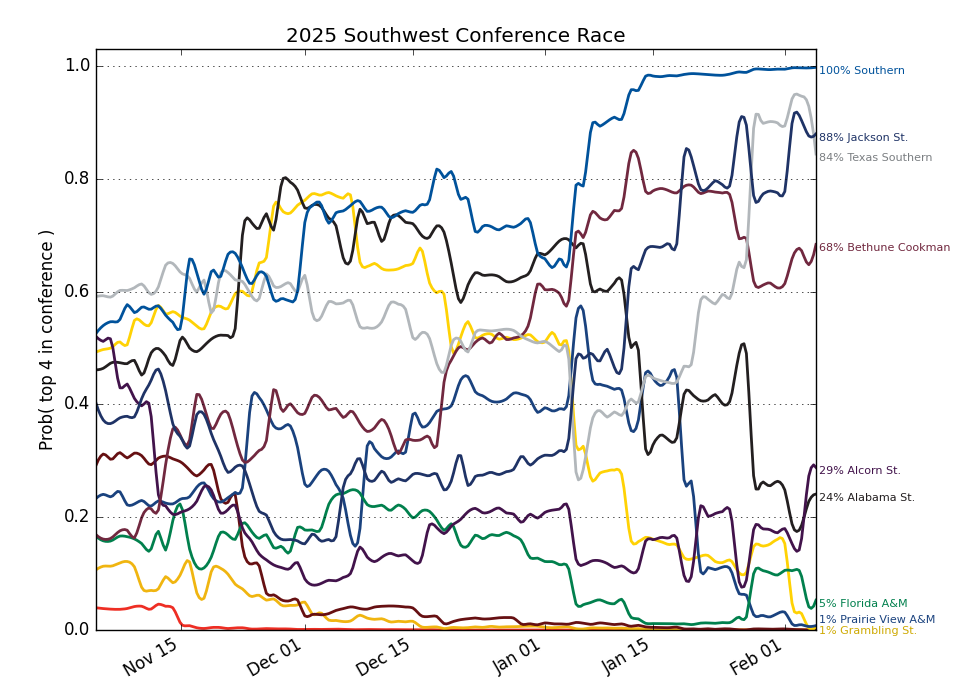 2025 Southwest Conference Race
1.0
0.8
0.6
0.4
0.2
0.0
Prob( top 4 in conference )
Nov 15
Dec 01
Dec 15
Jan 01
Jan 15
Feb 01
100% Southern
88% Jackson St.
84% Texas Southern
68% Bethune Cookman
29% Alcorn St.
24% Alabama St.
5% Florida A&M
1% Prairie View A&M
1% Grambling St.